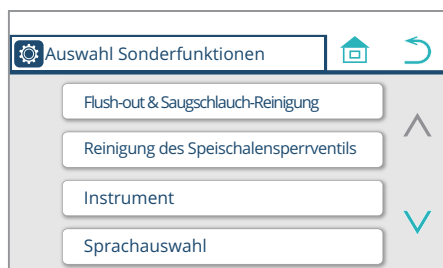 Auswahl Sonderfunktionen
Flush-out & Saugschlauch-Reinigung
Reinigung des Speischalensperrventils
Instrument
Sprachauswahl